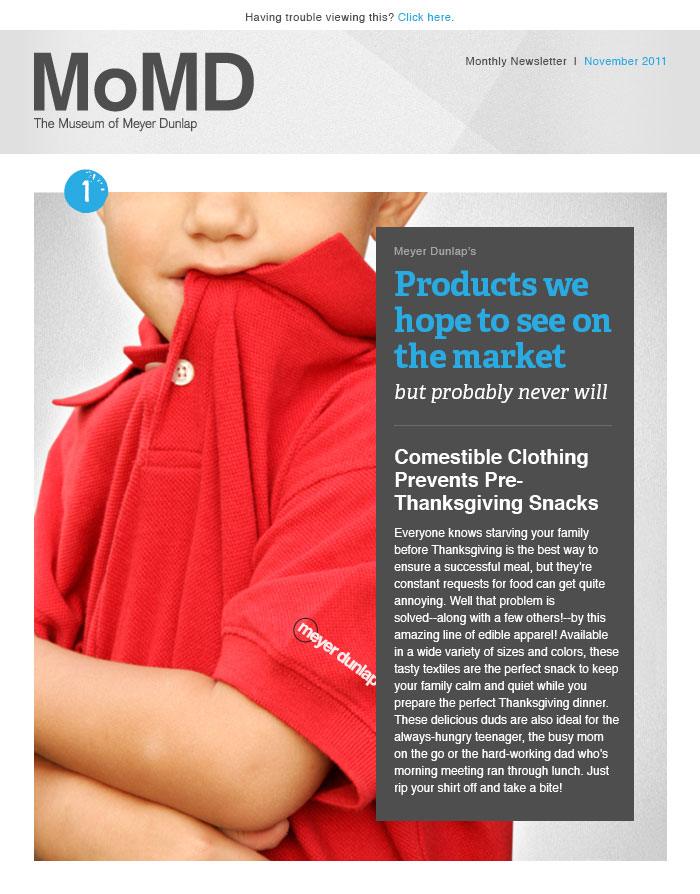 Having trouble viewing this? Click here.
MoMD
The Museum of Meyer Dunlap
Monthly Newsletter | November 2011
1
Meyer Dunlap's
Products we
hope to see on
the market
but probably never will
Comestible Clothing
Prevents Pre-
Thanksgiving Snacks
Everyone knows starving your family
before Thanksgiving is the best way to
ensure a successful meal, but they're
constant requests for food can get quite
annoying. Well that problem is
solved--along with a few others!--by this
amazing line of edible apparel! Available
in a wide variety of sizes and colors, these
tasty textiles are the perfect snack to keep
your family calm and quiet while you
prepare the perfect Thanksgiving dinner.
These delicious duds are also ideal for the
always-hungry teenager, the busy mom
on the go or the hard-working dad who's
morning meeting ran through lunch. Just
rip your shirt off and take a bite!
meyer dunlap